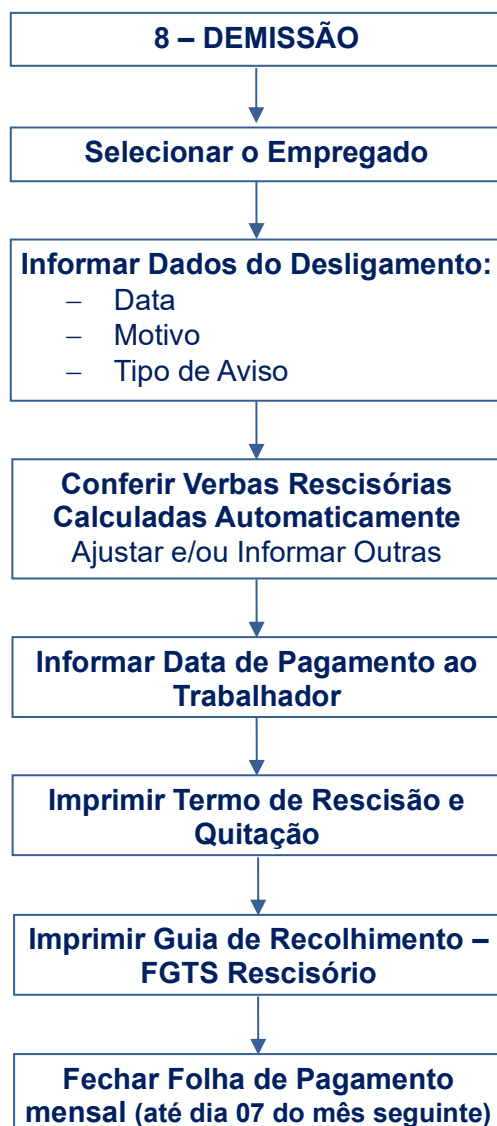 8 – DEMISSÃO
Selecionar o Empregado
Informar Dados do Desligamento:
– Data
– Motivo
– Tipo de Aviso
Conferir Verbas Rescisórias
Calculadas Automaticamente
Ajustar e/ou Informar Outras
Informar Data de Pagamento ao
Trabalhador
Imprimir Termo de Rescisão e
Quitação
Imprimir Guia de Recolhimento –
FGTS Rescisório
Fechar Folha de Pagamento
mensal (até dia 07 do mês seguinte)